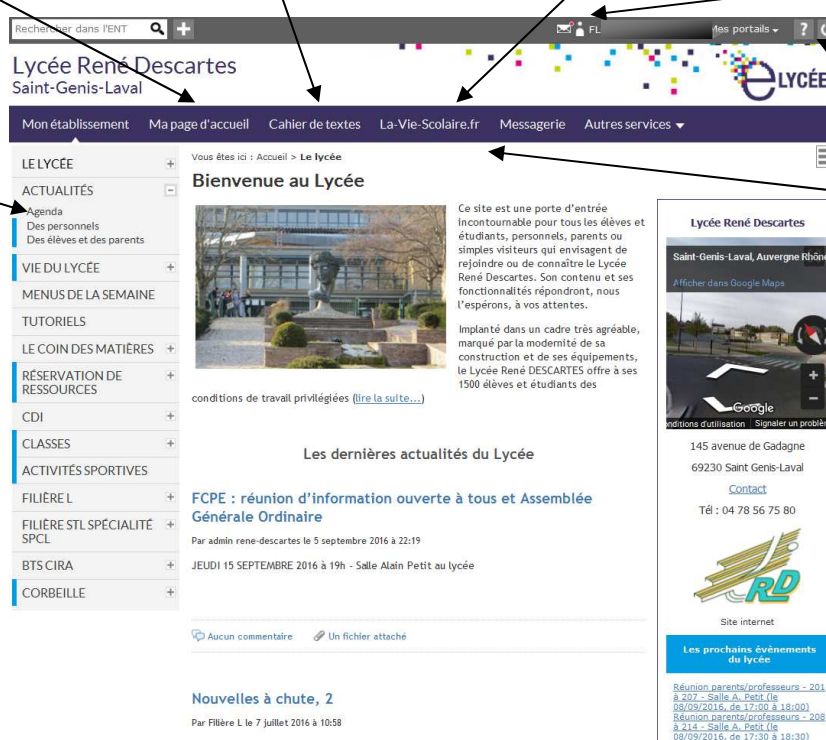 Rechercher dans l'ENT
FL
Mes portails
?
Lycée René Descartes
Saint-Genis-Laval
LYCÉE
Mon établissement Ma page d'accueil Cahier de textes La-Vie-Scolaire.fr Messagerie Autres services
LE LYCÉE +
ACTUALITÉS -
Agenda
Des personnels
Des élèves et des parents
VIE DU LYCÉE +
MENUS DE LA SEMAINE
TUTORIELS
LE COIN DES MATIÈRES +
RÉSERVATION DE +
RESSOURCES
CDI +
CLASSES +
ACTIVITÉS SPORTIVES
FILIÈRE L +
FILIÈRE STL SPÉCIALITÉ +
SPCL
BTS CIRA +
CORBEILLE +
Vous êtes ici : Accueil > Le lycée
Bienvenue au Lycée
Ce site est une porte d'entrée
incontournable pour tous les élèves et
étudiants, personnels, parents ou
simples visiteurs qui envisagent de
rejoindre ou de connaître le Lycée
René Descartes. Son contenu et ses
fonctionnalités répondront, nous
l'espérons, à vos attentes.
Implanté dans un cadre très agréable,
marqué par la modernité de sa
construction et de ses équipements,
le Lycée René DESCARTES offre à ses
1500 élèves et étudiants des
conditions de travail privilégiées (lire la suite...)
Les dernières actualités du Lycée
FCPE : réunion d'information ouverte à tous et Assemblée
Générale Ordinaire
Par admin rene-descartes le 5 septembre 2016 à 22:19
JEUDI 15 SEPTEMBRE 2016 à 19h - Salle Alain Petit au lycée
Aucun commentaire Un fichier attaché
Nouvelles à chute, 2
Par Filière L le 7 juillet 2016 à 10:58
Lycée René Descartes
Saint-Genis-Laval, Auvergne Rhône
Afficher dans Google Maps
+
-
Google
nditions d'utilisation Signaler un problè
145 avenue de Gadagne
69230 Saint Genis-Laval
Contact
Tél : 04 78 56 75 80
RD
Site internet
Les prochains évènements
du lycée
Réunion parents/professeurs - 201
à 207 - Salle A. Petit (le
08/09/2016, de 17:00 à 18:00)
Réunion parents/professeurs - 208
à 214 - Salle A. Petit (le
08/09/2016, de 17:30 à 18:30)